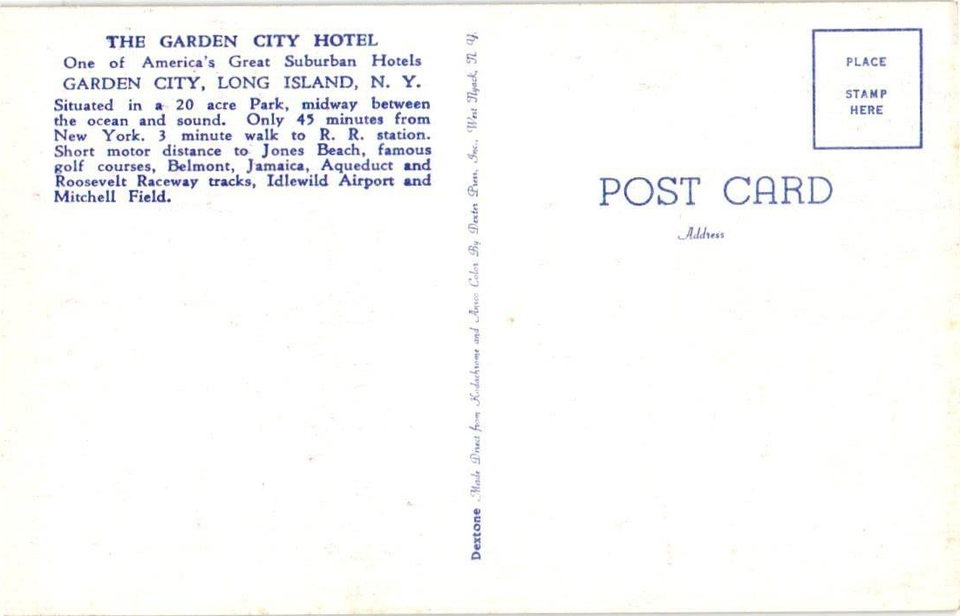 THE GARDEN CITY HOTEL
One of America's Great Suburban Hotels
GARDEN CITY, LONG ISLAND, N. Y.
Situated in a 20 acre Park, midway between
the ocean and sound. Only 45 minutes from
New York. 3 minute walk to R. R. station.
Short motor distance to Jones Beach, famous
golf courses, Belmont, Jamaica, Aqueduct and
Roosevelt Raceway tracks, Idlewild Airport and
Mitchell Field.
Dextone Made Direct from Kodachrome and Ansco Color By Dexter Press, Inc., West Nyack, N. Y.
PLACE
STAMP
HERE
POST CARD
Address